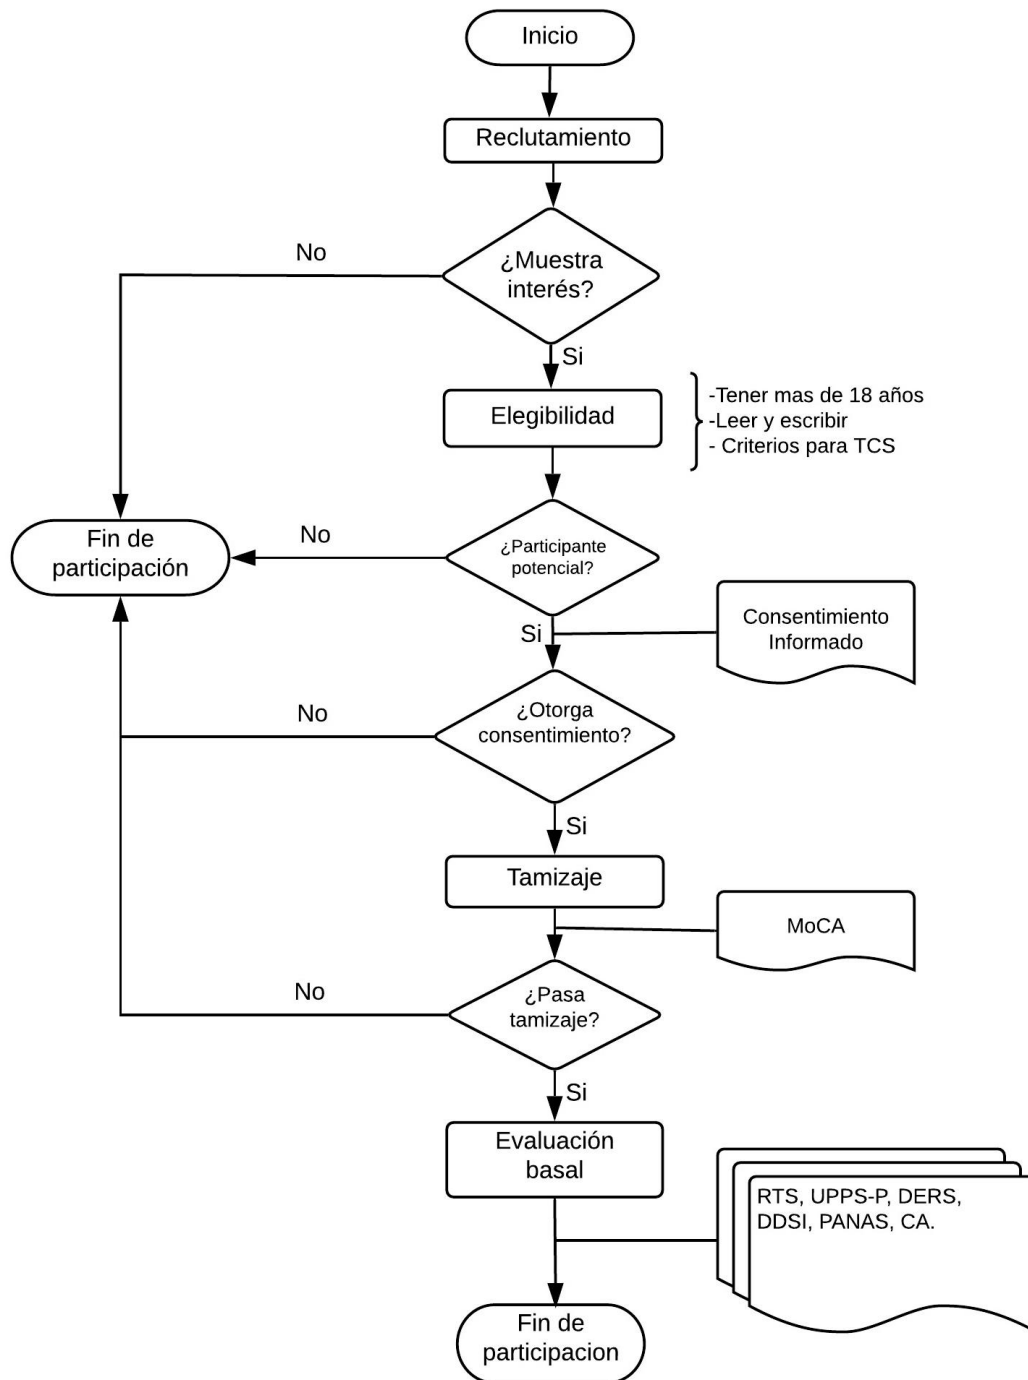 Inicio
Reclutamiento
¿Muestra
interés?
No
Si
Elegibilidad
-Tener mas de 18 años
-Leer y escribir
- Criterios para TCS
¿Participante
potencial?
No
Fin de
participación
Si
Consentimiento
Informado
¿Otorga
consentimiento?
No
Si
Tamizaje
MoCA
¿Pasa
tamizaje?
No
Si
Evaluación
basal
RTS, UPPS-P, DERS,
DDSI, PANAS, CA.
Fin de
participacion